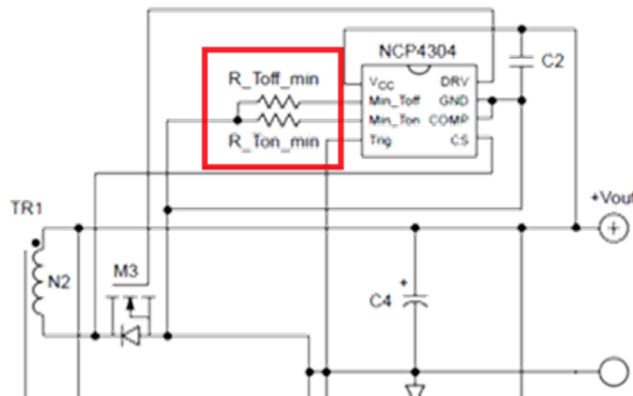 NCP4304
R_Toff_min
C2
VCC DRV
Min_Toff GND
Min_Ton COMP
R_Ton_min
Trig CS
+Vout
TR1
+
M3
N2
+
C4